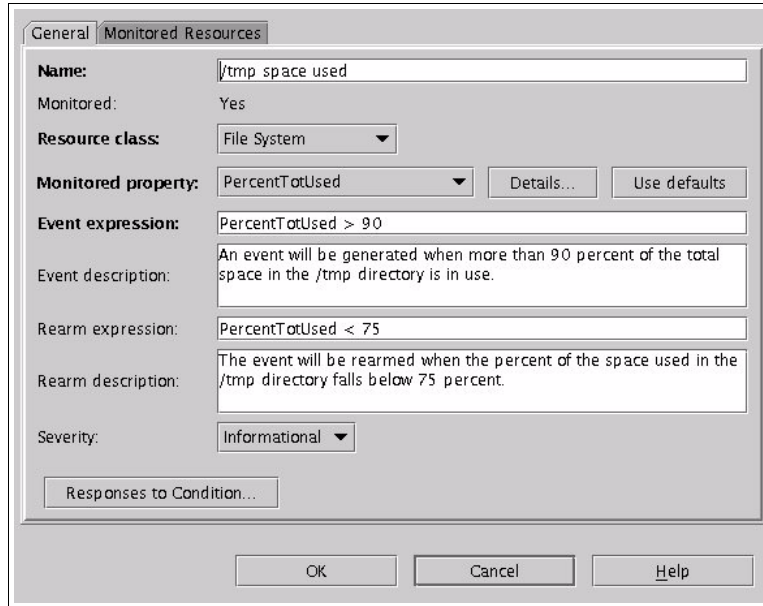 General Monitored Resources
Name: /tmp space used
Monitored: Yes
Resource class: File System
Monitored property: PercentTotUsed Details... Use defaults
Event expression: PercentTotUsed > 90
Event description: An event will be generated when more than 90 percent of the total
space in the /tmp directory is in use.
Rearm expression: PercentTotUsed < 75
Rearm description: The event will be rearmed when the percent of the space used in the
/tmp directory falls below 75 percent.
Severity: Informational
Responses to Condition...
OK Cancel Help